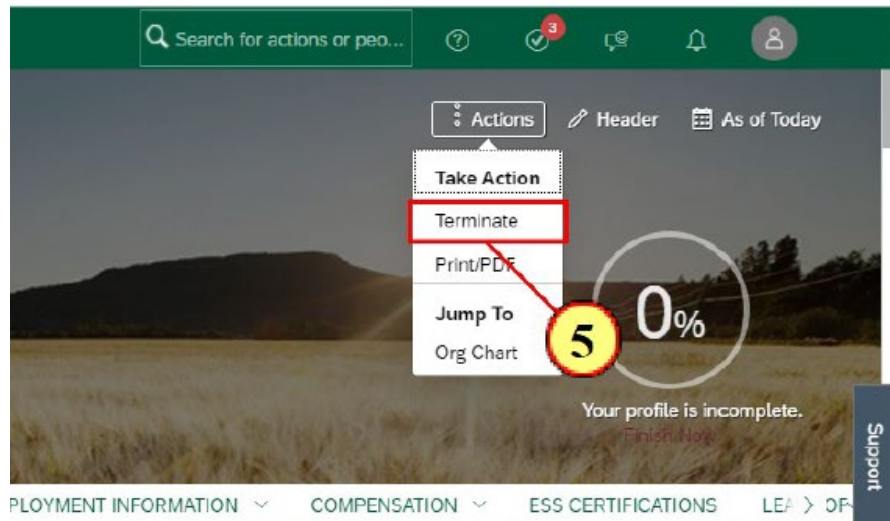 Search for actions or peo...
3
Actions
Header
As of Today
Take Action
Terminate
Print/PDF
Jump To
Org Chart
5
0%
Your profile is incomplete.
Finish Now
Support
PLOYMENT INFORMATION
COMPENSATION
ESS CERTIFICATIONS
LEA
OF